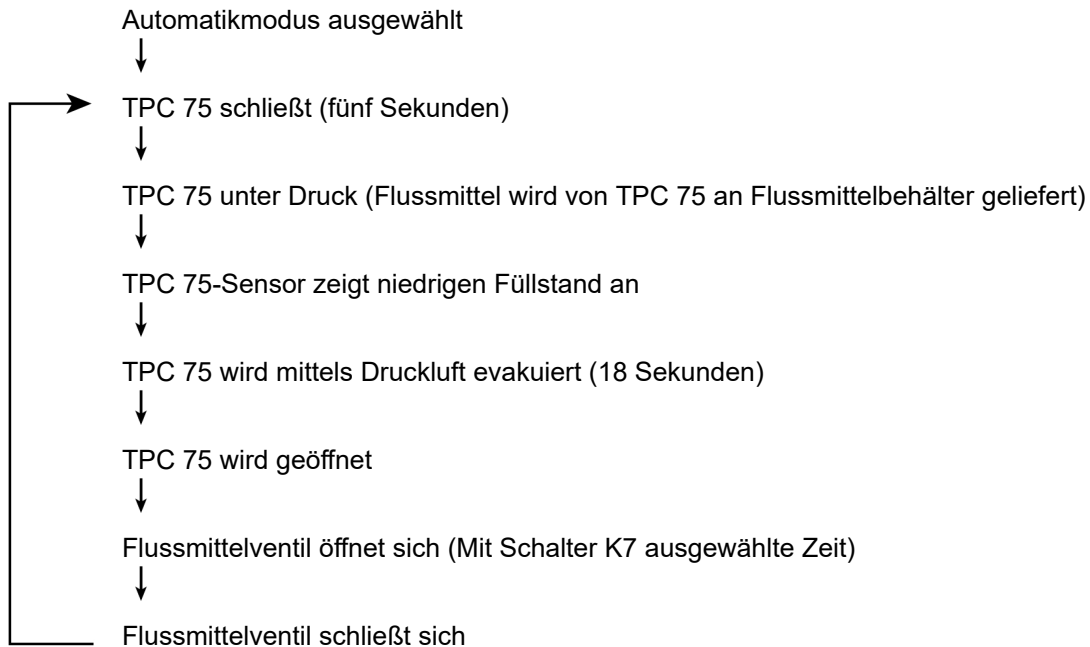 Automatikmodus ausgewählt
TPC 75 schließt (fünf Sekunden)
TPC 75 unter Druck (Flussmittel wird von TPC 75 an Flussmittelbehälter geliefert)
TPC 75-Sensor zeigt niedrigen Füllstand an
TPC 75 wird mittels Druckluft evakuiert (18 Sekunden)
TPC 75 wird geöffnet
Flussmittelventil öffnet sich (Mit Schalter K7 ausgewählte Zeit)
Flussmittelventil schließt sich